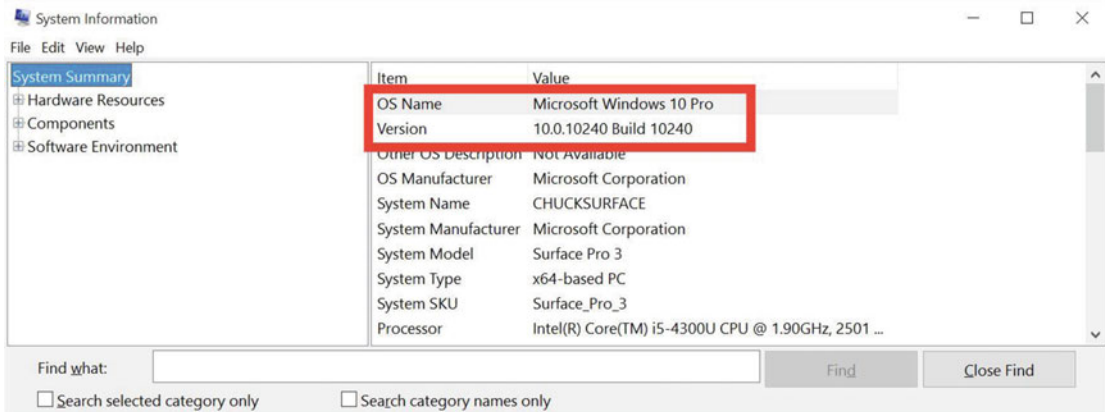 System Information
File Edit View Help
System Summary
Hardware Resources
Components
Software Environment
Item Value
OS Name Microsoft Windows 10 Pro
Version 10.0.10240 Build 10240
Other OS Description Not Available
OS Manufacturer Microsoft Corporation
System Name CHUCKSURFACE
System Manufacturer Microsoft Corporation
System Model Surface Pro 3
System Type x64-based PC
System SKU Surface_Pro_3
Processor Intel(R) Core(TM) i5-4300U CPU @ 1.90GHz, 2501 ...
Find what: Find Close Find
Search selected category only Search category names only